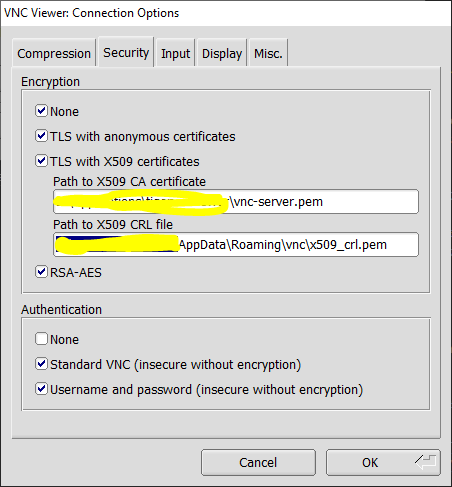 VNC Viewer: Connection Options
Compression Security Input Display Misc.
Encryption
None
TLS with anonymous certificates
TLS with X509 certificates
Path to X509 CA certificate
\vnc-server.pem
Path to X509 CRL file
AppData\Roaming\vnc\x509_crl.pem
RSA-AES
Authentication
None
Standard VNC (insecure without encryption)
Username and password (insecure without encryption)
Cancel OK